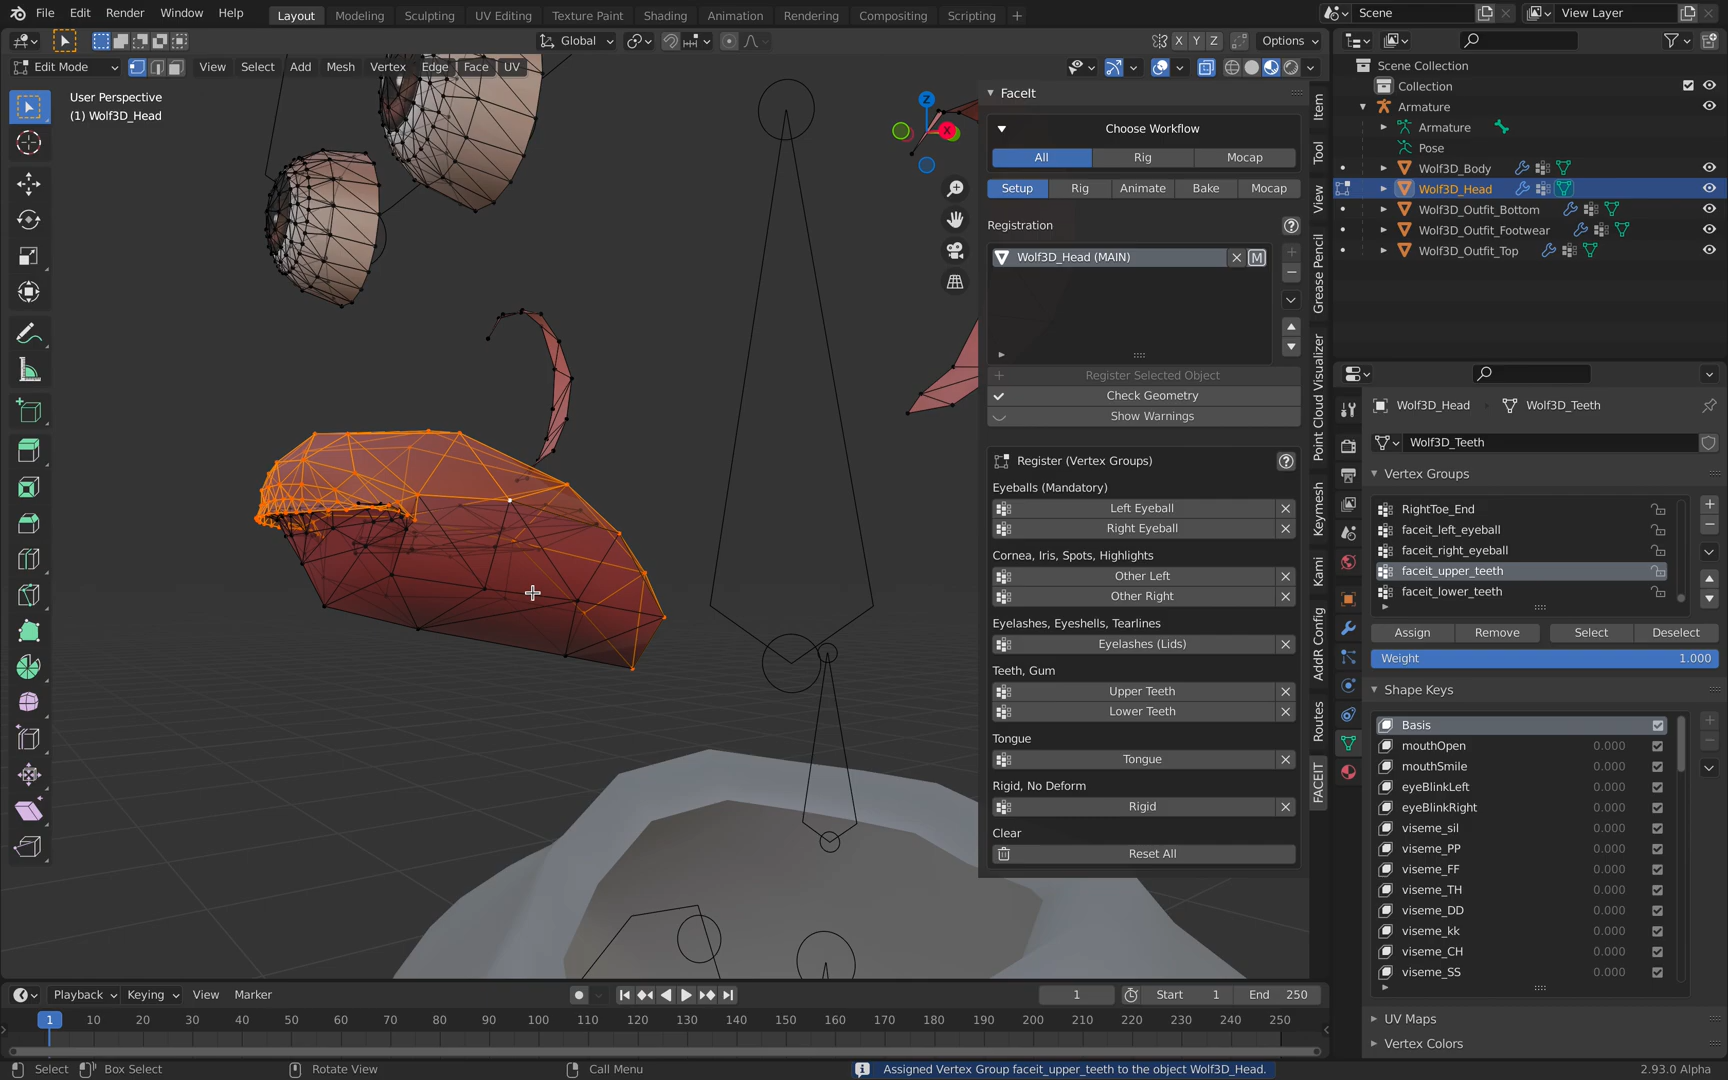 File Edit Render Window Help Layout Modeling Sculpting UV Editing Texture Paint Shading Animation Rendering Compositing Scripting + Scene View Layer
Global X Y Z Options
Edit Mode View Select Add Mesh Vertex Edge Face UV
User Perspective
(1) Wolf3D_Head
Z
X
FaceIt
Choose Workflow
All Rig Mocap
Setup Rig Animate Bake Mocap
Registration
Wolf3D_Head (MAIN) M
Register Selected Object
Check Geometry
Show Warnings
Register (Vertex Groups)
Eyeballs (Mandatory)
Left Eyeball
Right Eyeball
Cornea, Iris, Spots, Highlights
Other Left
Other Right
Eyelashes, Eyeshells, Tearlines
Eyelashes (Lids)
Teeth, Gum
Upper Teeth
Lower Teeth
Tongue
Tongue
Rigid, No Deform
Rigid
Clear
Reset All
Item
Tool
View
Grease Pencil
Point Cloud Visualizer
Keymesh
Kami
AddR Config
Routes
FACEIT
Scene Collection
Collection
Armature
Armature
Pose
Wolf3D_Body
Wolf3D_Head
Wolf3D_Outfit_Bottom
Wolf3D_Outfit_Footwear
Wolf3D_Outfit_Top
Wolf3D_Head Wolf3D_Teeth
Wolf3D_Teeth
Vertex Groups
RightToe_End
faceit_left_eyeball
faceit_right_eyeball
faceit_upper_teeth
faceit_lower_teeth
Assign Remove Select Deselect
Weight 1.000
Shape Keys
Basis
mouthOpen 0.000
mouthSmile 0.000
eyeBlinkLeft 0.000
eyeBlinkRight 0.000
viseme_sil 0.000
viseme_PP 0.000
viseme_FF 0.000
viseme_TH 0.000
viseme_DD 0.000
viseme_kk 0.000
viseme_CH 0.000
viseme_SS 0.000
UV Maps
Vertex Colors
Playback Keying View Marker 1 Start 1 End 250
1 10 20 30 40 50 60 70 80 90 100 110 120 130 140 150 160 170 180 190 200 210 220 230 240 250
Select Box Select Rotate View Call Menu Assigned Vertex Group faceit_upper_teeth to the object Wolf3D_Head. 2.93.0 Alpha